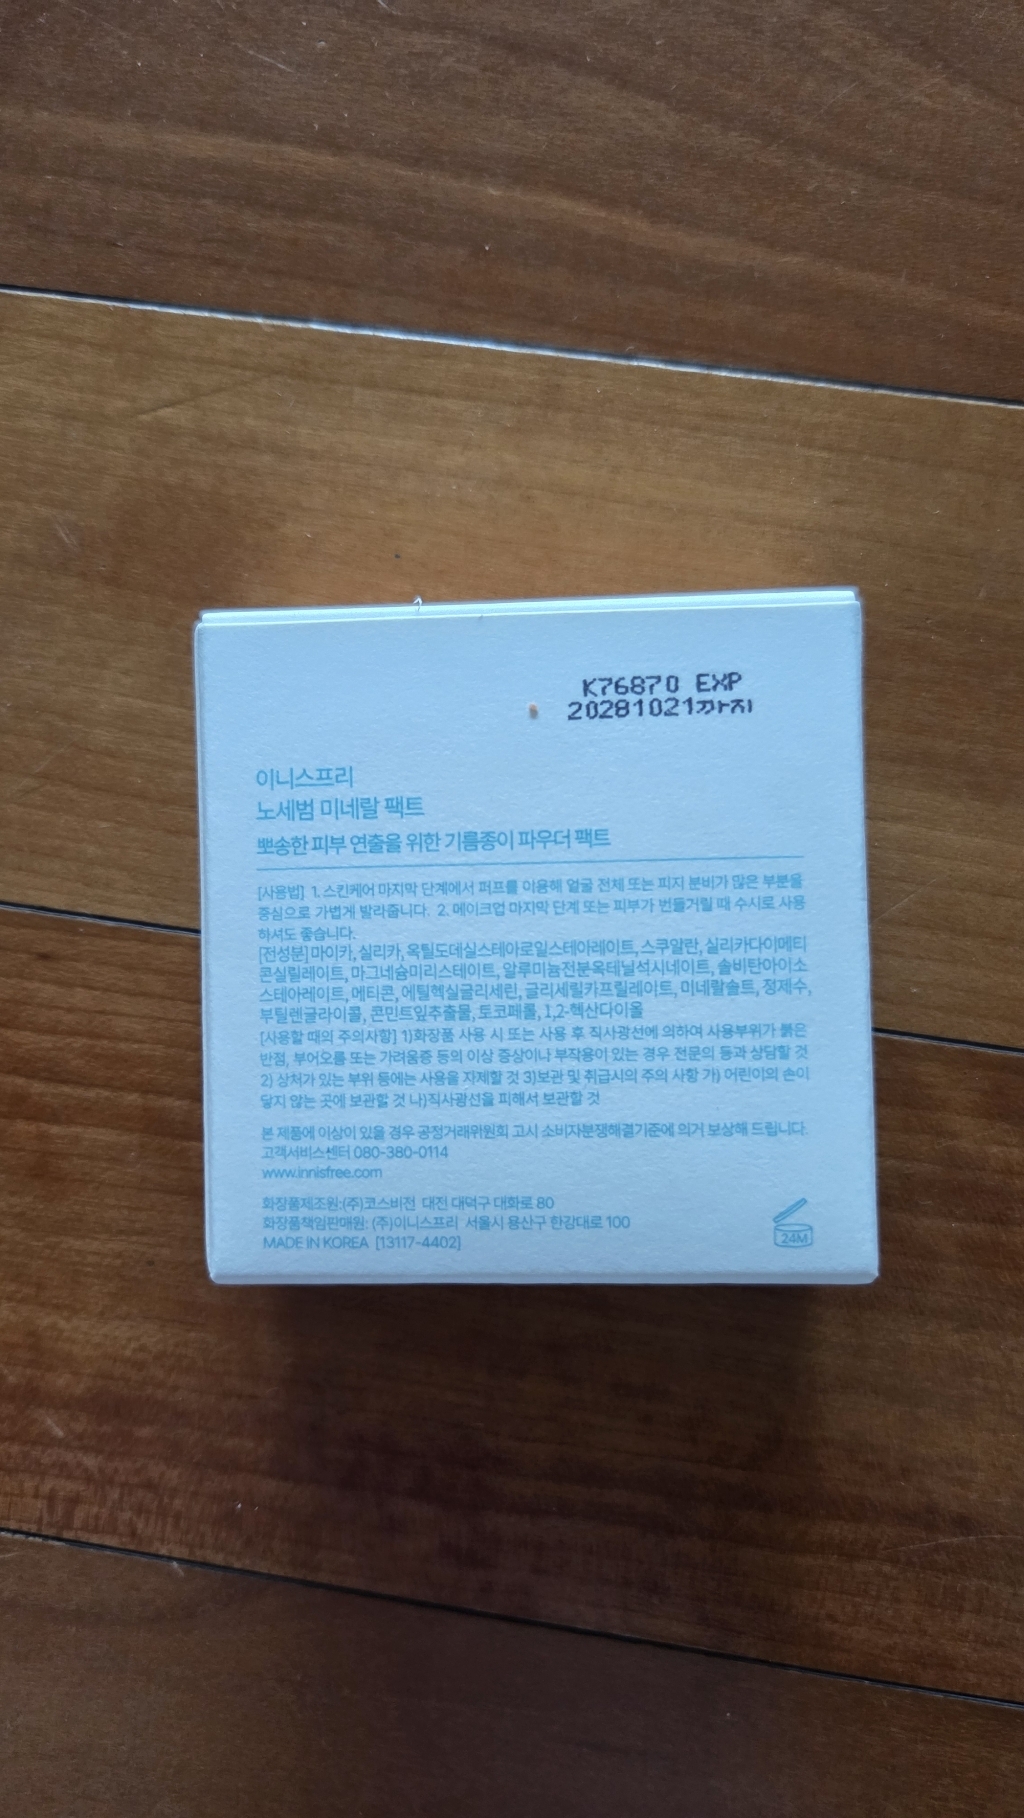 K76870 EXP
20281021까지
이니스프리
노세범 미네랄 팩트
뽀송한 피부 연출을 위한 기름종이 파우더 팩트
[사용법] 1. 스킨케어 마지막 단계에서 퍼프를 이용해 얼굴 전체 또는 피지 분비가 많은 부분을
중심으로 가볍게 발라줍니다. 2. 메이크업 마지막 단계 또는 피부가 번들거릴 때 수시로 사용
하셔도 좋습니다.
[전성분] 마이카, 실리카, 옥틸도데실스테아로일스테아레이트, 스쿠알란, 실리카다이메티
콘실릴레이트, 마그네슘미리스테이트, 알루미늄전분옥테닐석시네이트, 솔비탄아이소
스테아레이트, 메티콘, 에틸헥실글리세린, 글리세릴카프릴레이트, 미네랄솔트, 정제수,
부틸렌글라이콜, 콘민트잎추출물, 토코페롤, 1,2-헥산다이올
[사용할 때의 주의사항] 1)화장품 사용 시 또는 사용 후 직사광선에 의하여 사용부위가 붉은
반점, 부어오름 또는 가려움증 등의 이상 증상이나 부작용이 있는 경우 전문의 등과 상담할 것
2) 상처가 있는 부위 등에는 사용을 자제할 것 3)보관 및 취급시의 주의 사항 가) 어린이의 손이
닿지 않는 곳에 보관할 것 나)직사광선을 피해서 보관할 것
본 제품에 이상이 있을 경우 공정거래위원회 고시 소비자분쟁해결기준에 의거 보상해 드립니다.
고객서비스센터 080-380-0114
www.innisfree.com
화장품제조원:(주)코스비전 대전 대덕구 대화로 80
화장품책임판매원: (주)이니스프리 서울시 용산구 한강대로 100
MADE IN KOREA [13117-4402]
24M